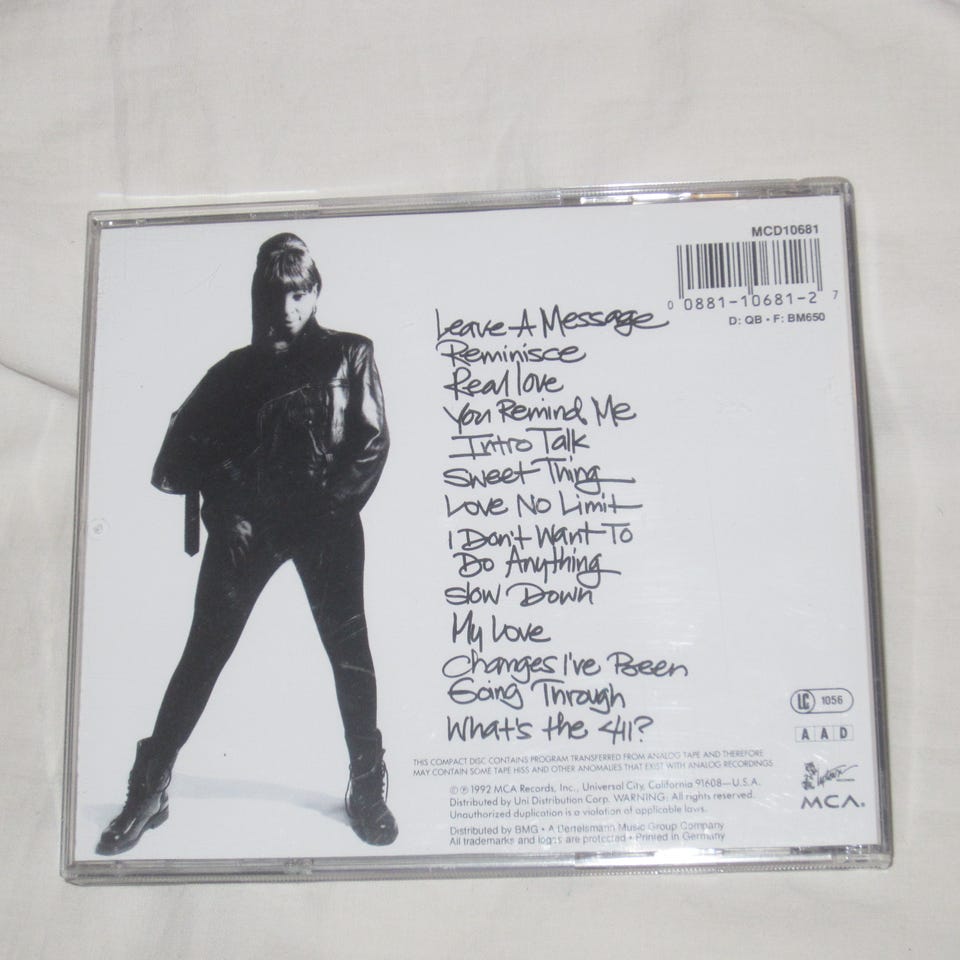 MCD10681
0 0881-10681-2 7
D: QB • F: BM650
Leave A Message
Reminisce
Real love
You Remind Me
Intro Talk
Sweet Thing
Love No Limit
I Don't Want To
Do Anything
Slow Down
My Love
Changes I've Been
Going Through
What's the 411?
LC 1056
A A D
THIS COMPACT DISC CONTAINS PROGRAM TRANSFERRED FROM ANALOG TAPE AND THEREFORE
MAY CONTAIN SOME TAPE HISS AND OTHER ANOMALIES THAT EXIST WITH ANALOG RECORDINGS.
©℗ 1992 MCA Records, Inc., Universal City, California 91608—U.S.A.
Distributed by Uni Distribution Corp. WARNING: All rights reserved.
Unauthorized duplication is a violation of applicable laws.
Distributed by BMG • A Bertelsmann Music Group Company
All trademarks and logos are protected • Printed in Germany
MCA.